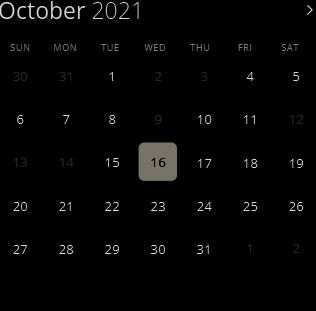 October 2021
SUN MON TUE WED THU FRI SAT
30 31 1 2 3 4 5
6 7 8 9 10 11 12
13 14 15 16 17 18 19
20 21 22 23 24 25 26
27 28 29 30 31 1 2